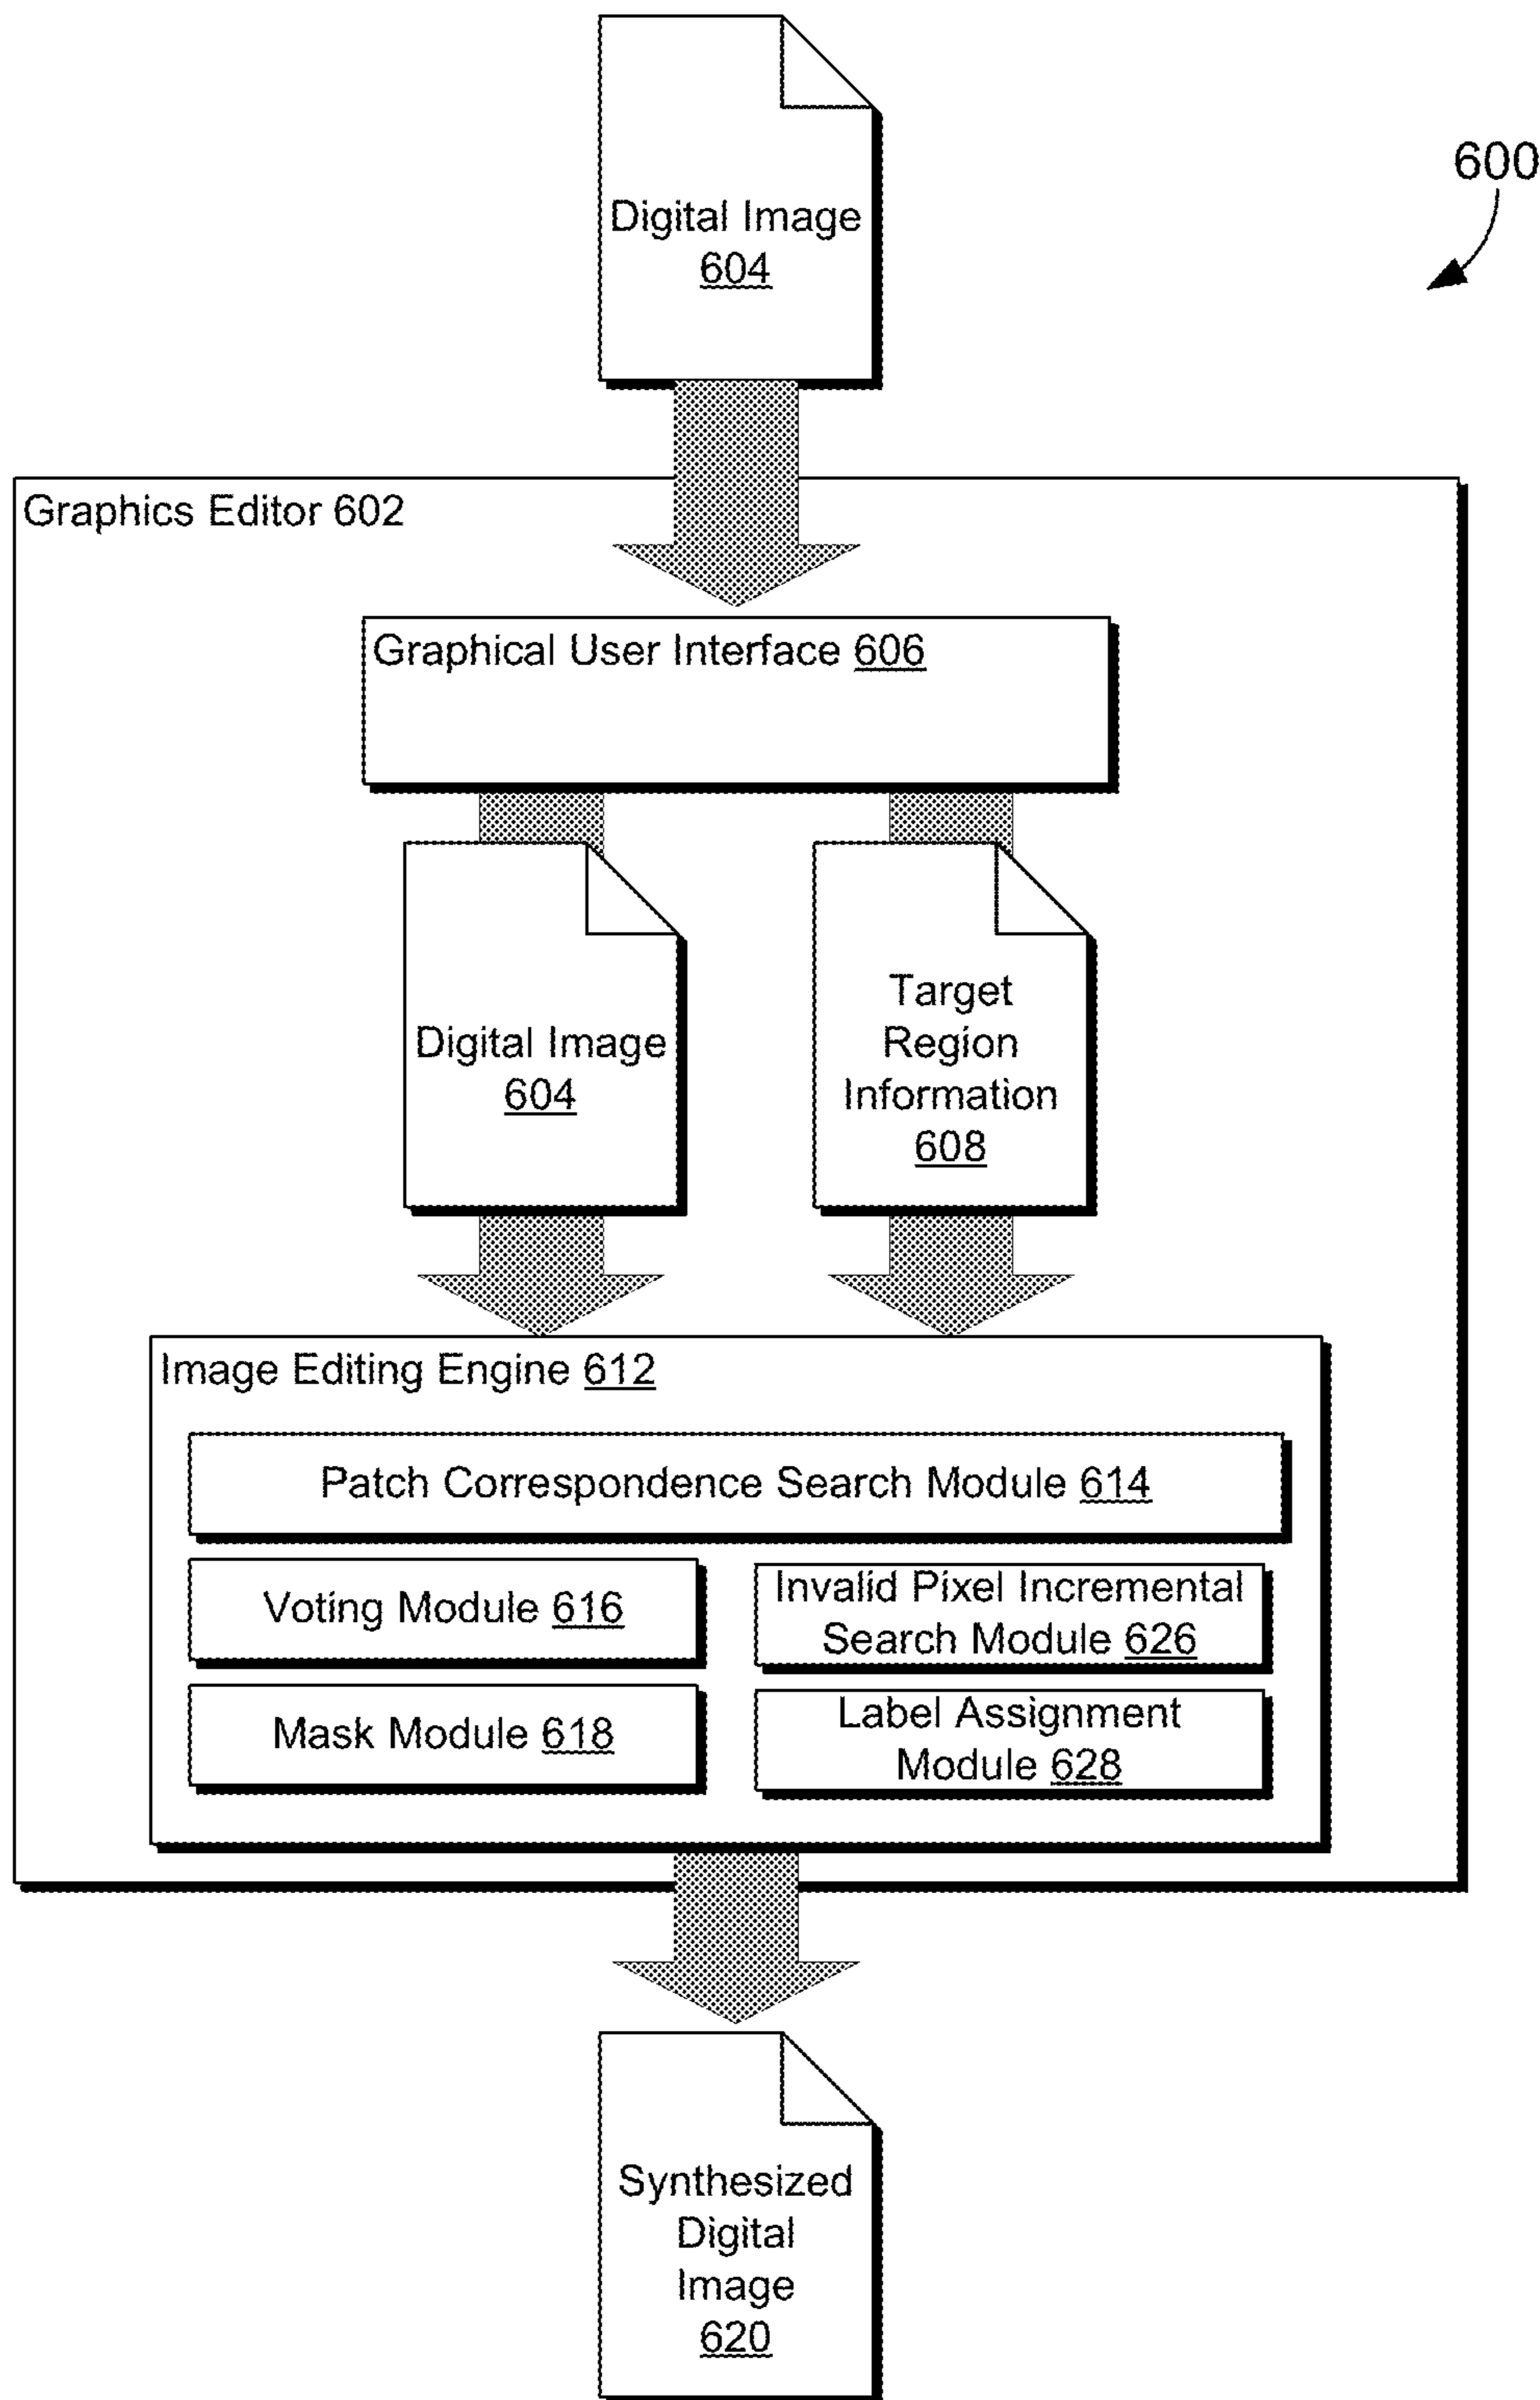 Digital Image
604
600
Graphics Editor 602
Graphical User Interface 606
Digital Image
604
Target
Region
Information
608
Image Editing Engine 612
Patch Correspondence Search Module 614
Voting Module 616
Invalid Pixel Incremental
Search Module 626
Mask Module 618
Label Assignment
Module 628
Synthesized
Digital
Image
620